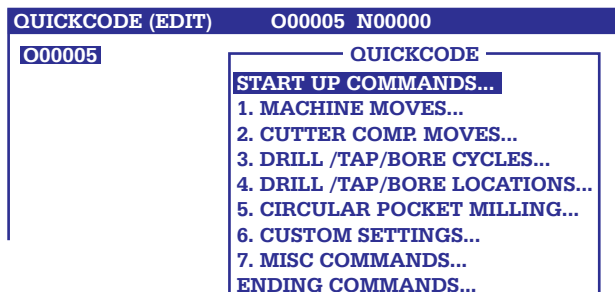 QUICKCODE (EDIT) O00005 N00000
O00005
QUICKCODE
START UP COMMANDS...
1. MACHINE MOVES...
2. CUTTER COMP. MOVES...
3. DRILL /TAP/BORE CYCLES...
4. DRILL /TAP/BORE LOCATIONS...
5. CIRCULAR POCKET MILLING...
6. CUSTOM SETTINGS...
7. MISC COMMANDS...
ENDING COMMANDS...